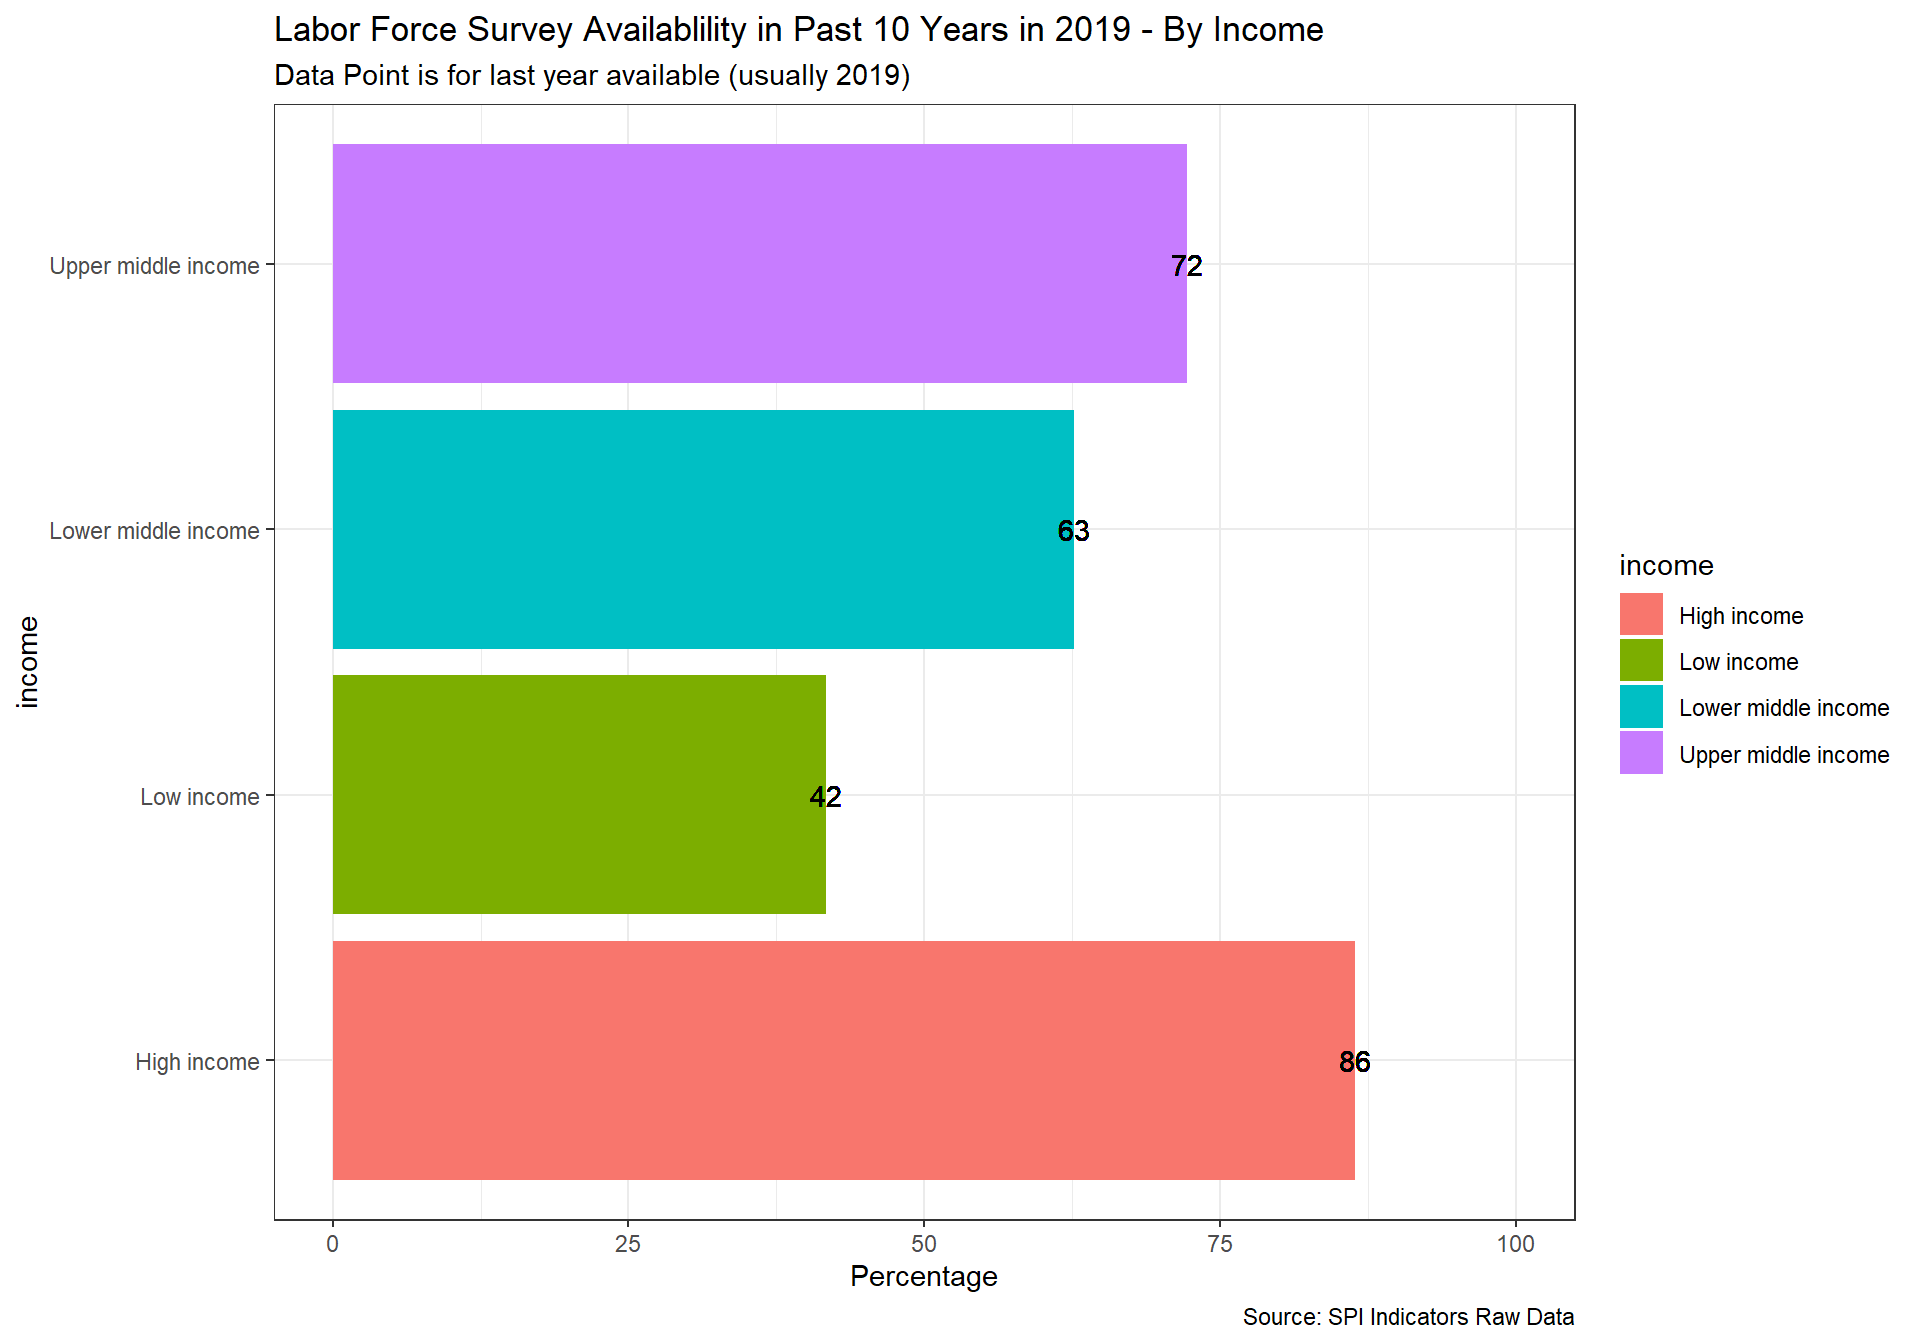 Labor Force Survey Availablility in Past 10 Years in 2019 - By Income
Data Point is for last year available (usually 2019)
Upper middle income
72
Lower middle income
63
Low income
42
High income
86
income
0 25 50 75 100
Percentage
income
High income
Low income
Lower middle income
Upper middle income
Source: SPI Indicators Raw Data